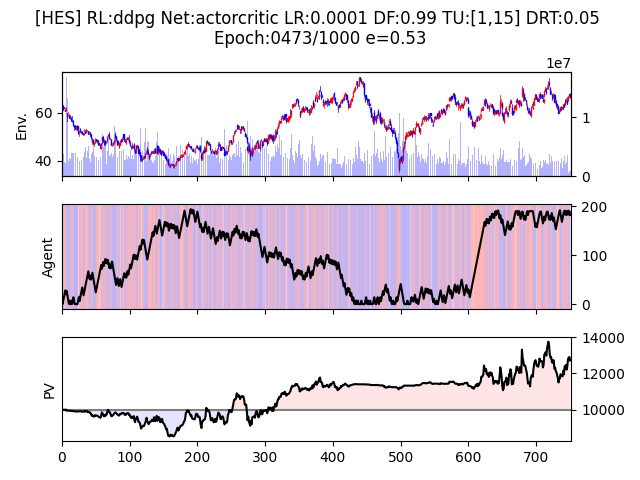 [HES] RL:ddpg Net:actorcritic LR:0.0001 DF:0.99 TU:[1,15] DRT:0.05
Epoch:0473/1000 e=0.53
1e7
Env.
60
40
1
0
Agent
200
100
0
PV
14000
12000
10000
0 100 200 300 400 500 600 700